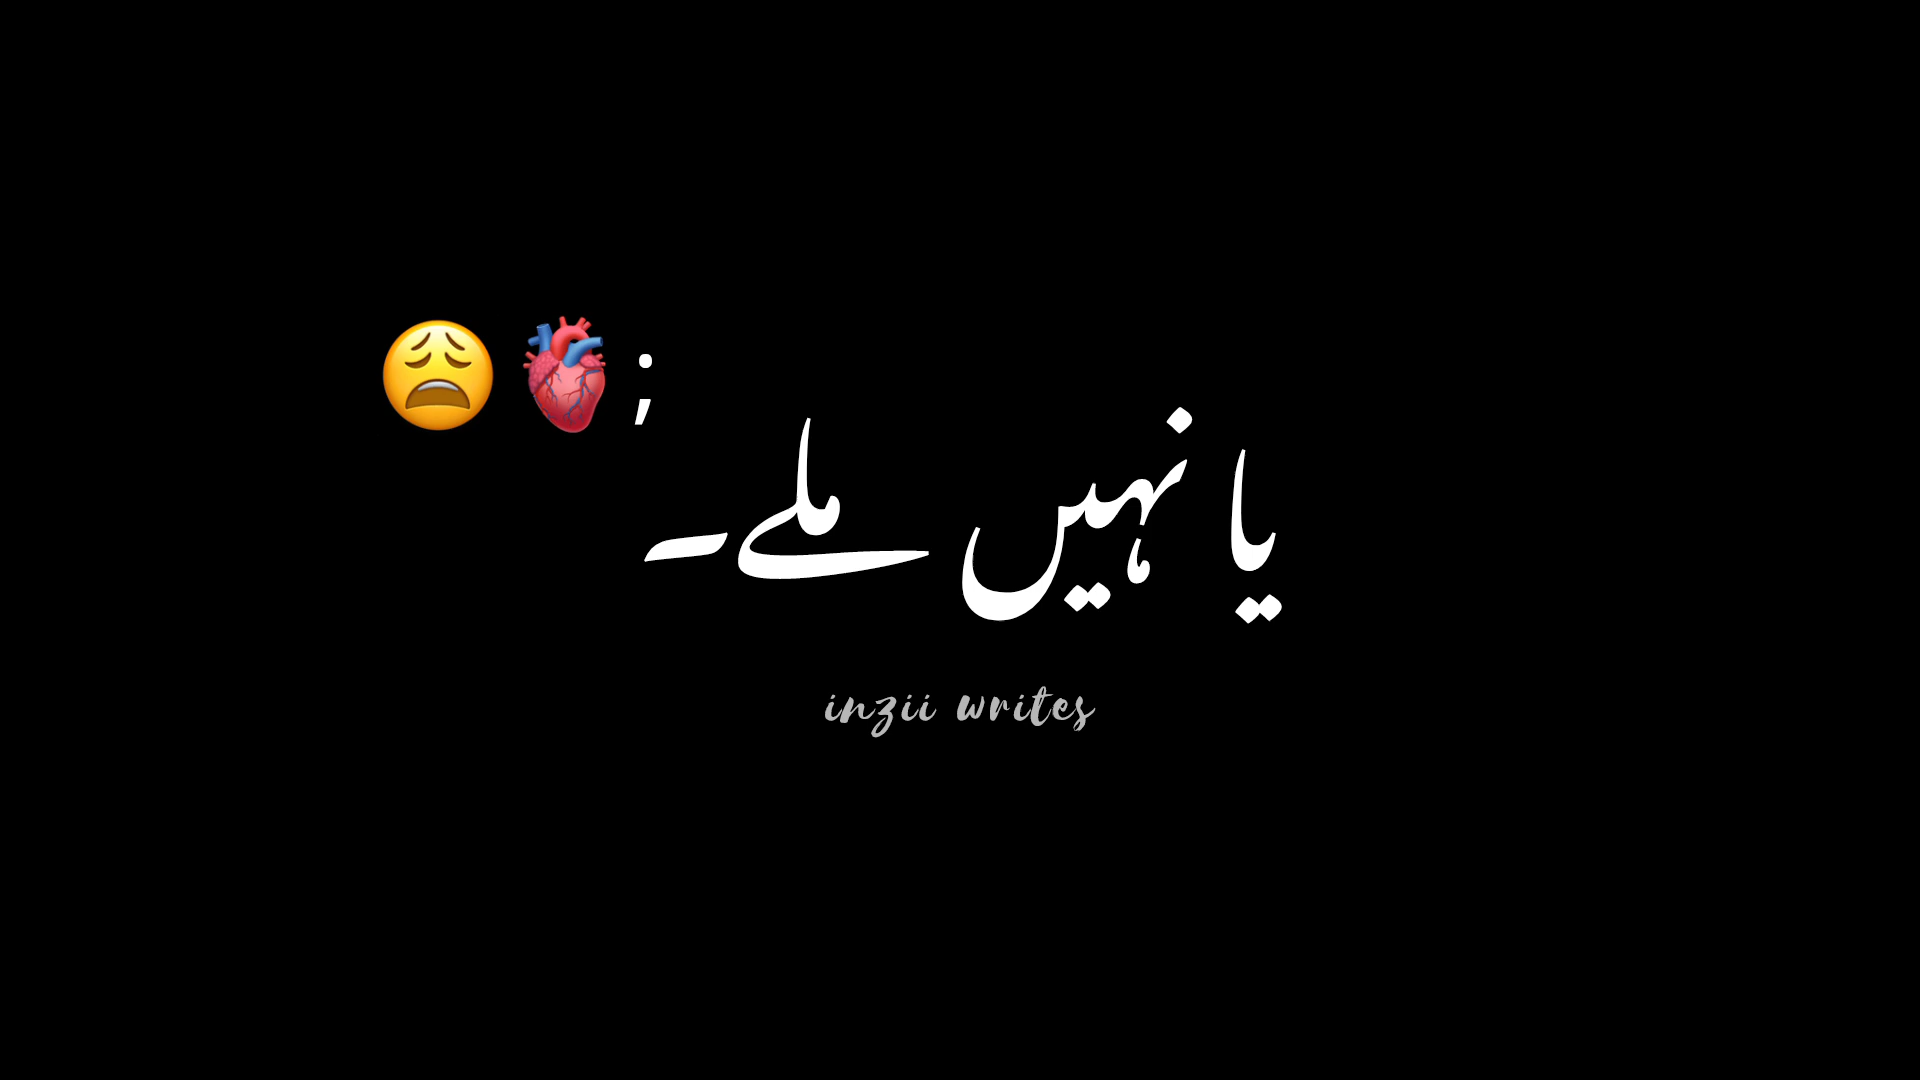 ;🫀😩
یا نہیں ملے۔
inzii writes